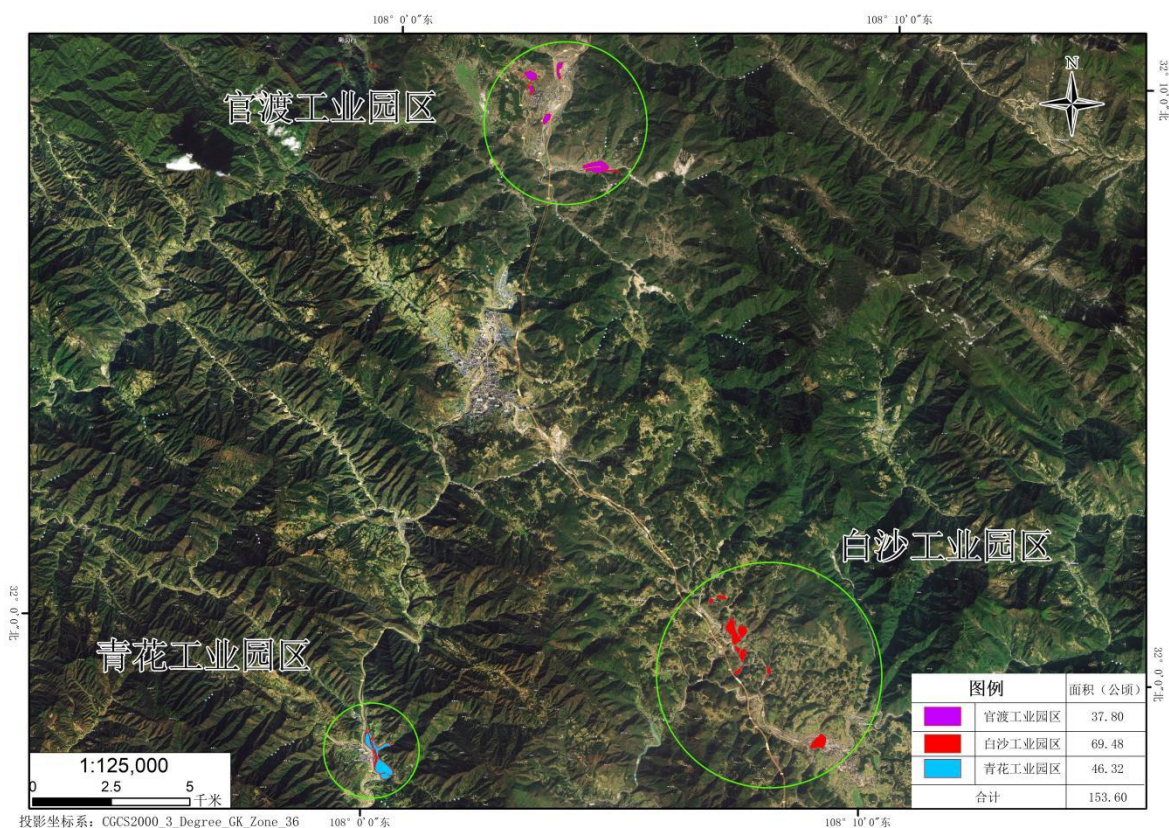 108° 0'0"东
108° 10'0"东
32° 10'0"北
N
官渡工业园区
白沙工业园区
32° 0'0"北
青花工业园区
32° 0'0"北
图例 面积（公顷）
官渡工业园区 37.80
白沙工业园区 69.48
青花工业园区 46.32
合计 153.60
1:125,000
0 2.5 5
千米
投影坐标系：CGCS2000_3_Degree_GK_Zone_36
108° 0'0"东
108° 10'0"东